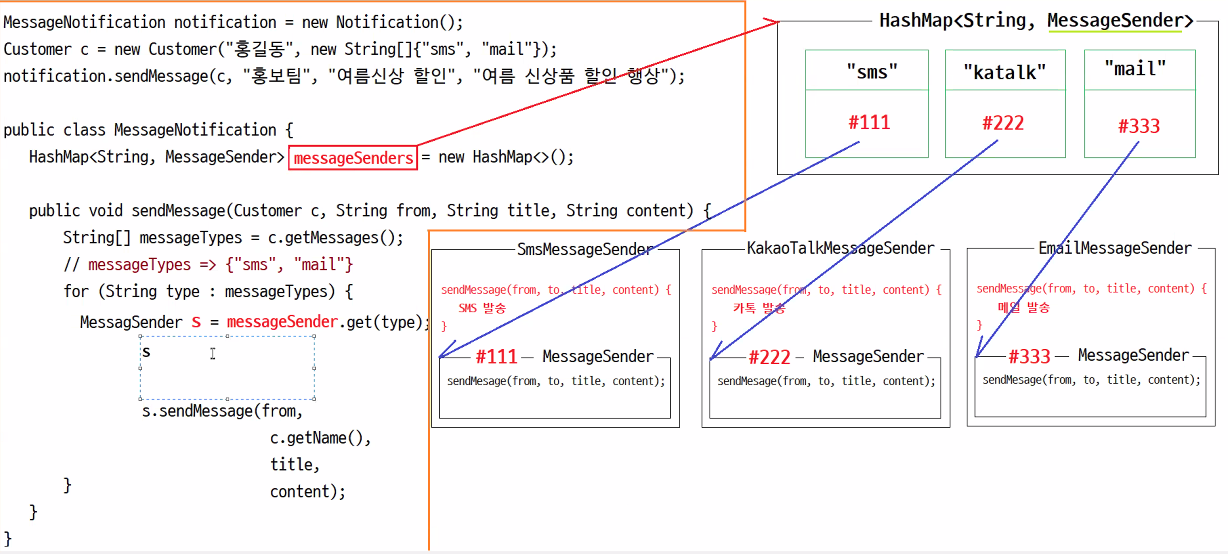 MessageNotification notification = new Notification();
Customer c = new Customer("홍길동", new String[]{"sms", "mail"});
notification.sendMessage(c, "홍보팀", "여름신상 할인", "여름 신상품 할인 행상");
public class MessageNotification {
HashMap<String, MessageSender> messageSenders = new HashMap<>();
public void sendMessage(Customer c, String from, String title, String content) {
String[] messageTypes = c.getMessages();
// messageTypes => {"sms", "mail"}
for (String type : messageTypes) {
MessagSender s = messageSender.get(type);
s
s.sendMessage(from,
c.getName(),
title,
content);
}
}
}
HashMap<String, MessageSender>
"sms" "katalk" "mail"
#111 #222 #333
SmsMessageSender
sendMessage(from, to, title, content) {
SMS 발송
}
#111 MessageSender
sendMesage(from, to, title, content);
KakaoTalkMessageSender
sendMessage(from, to, title, content) {
카톡 발송
}
#222 MessageSender
sendMesage(from, to, title, content);
EmailMessageSender
sendMessage(from, to, title, content) {
메일 발송
}
#333 MessageSender
sendMesage(from, to, title, content);